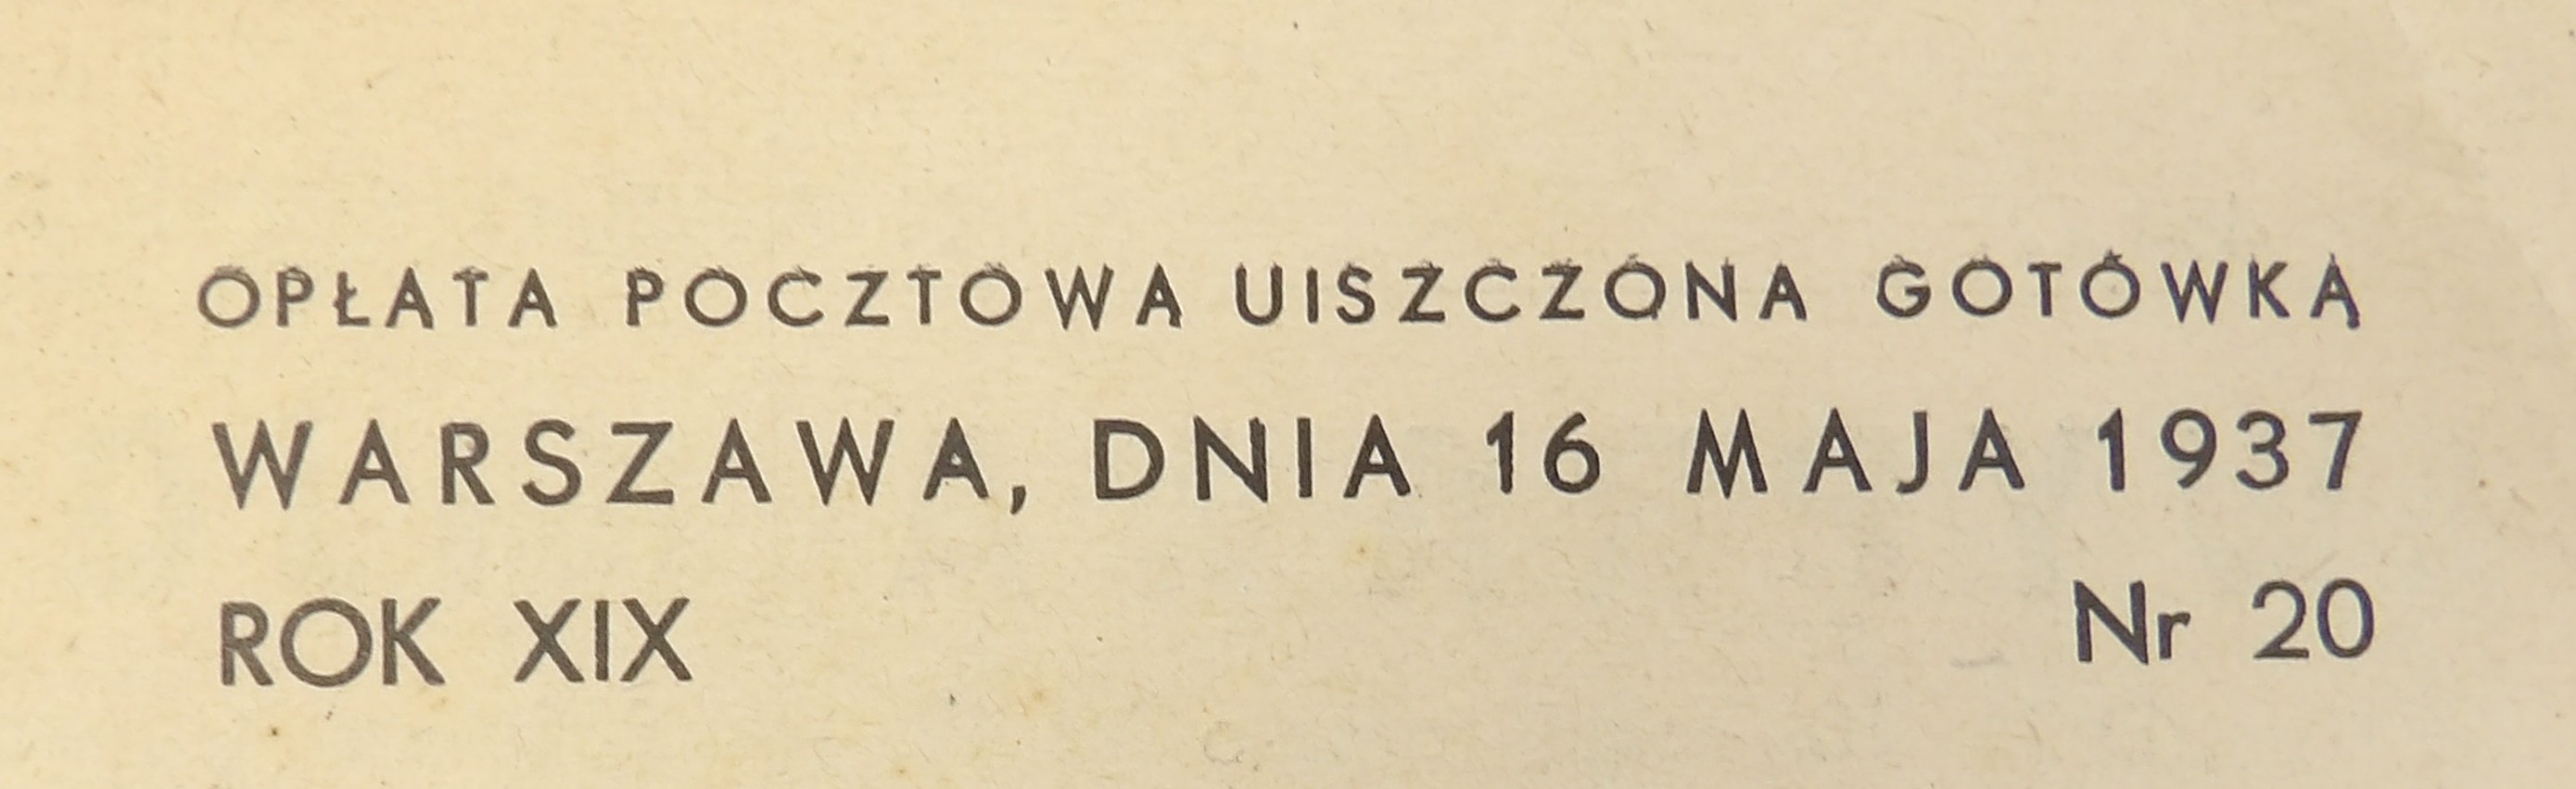 OPŁATA POCZTOWA UISZCZONA GOTÓWKĄ
WARSZAWA, DNIA 16 MAJA 1937
ROK XIX Nr 20